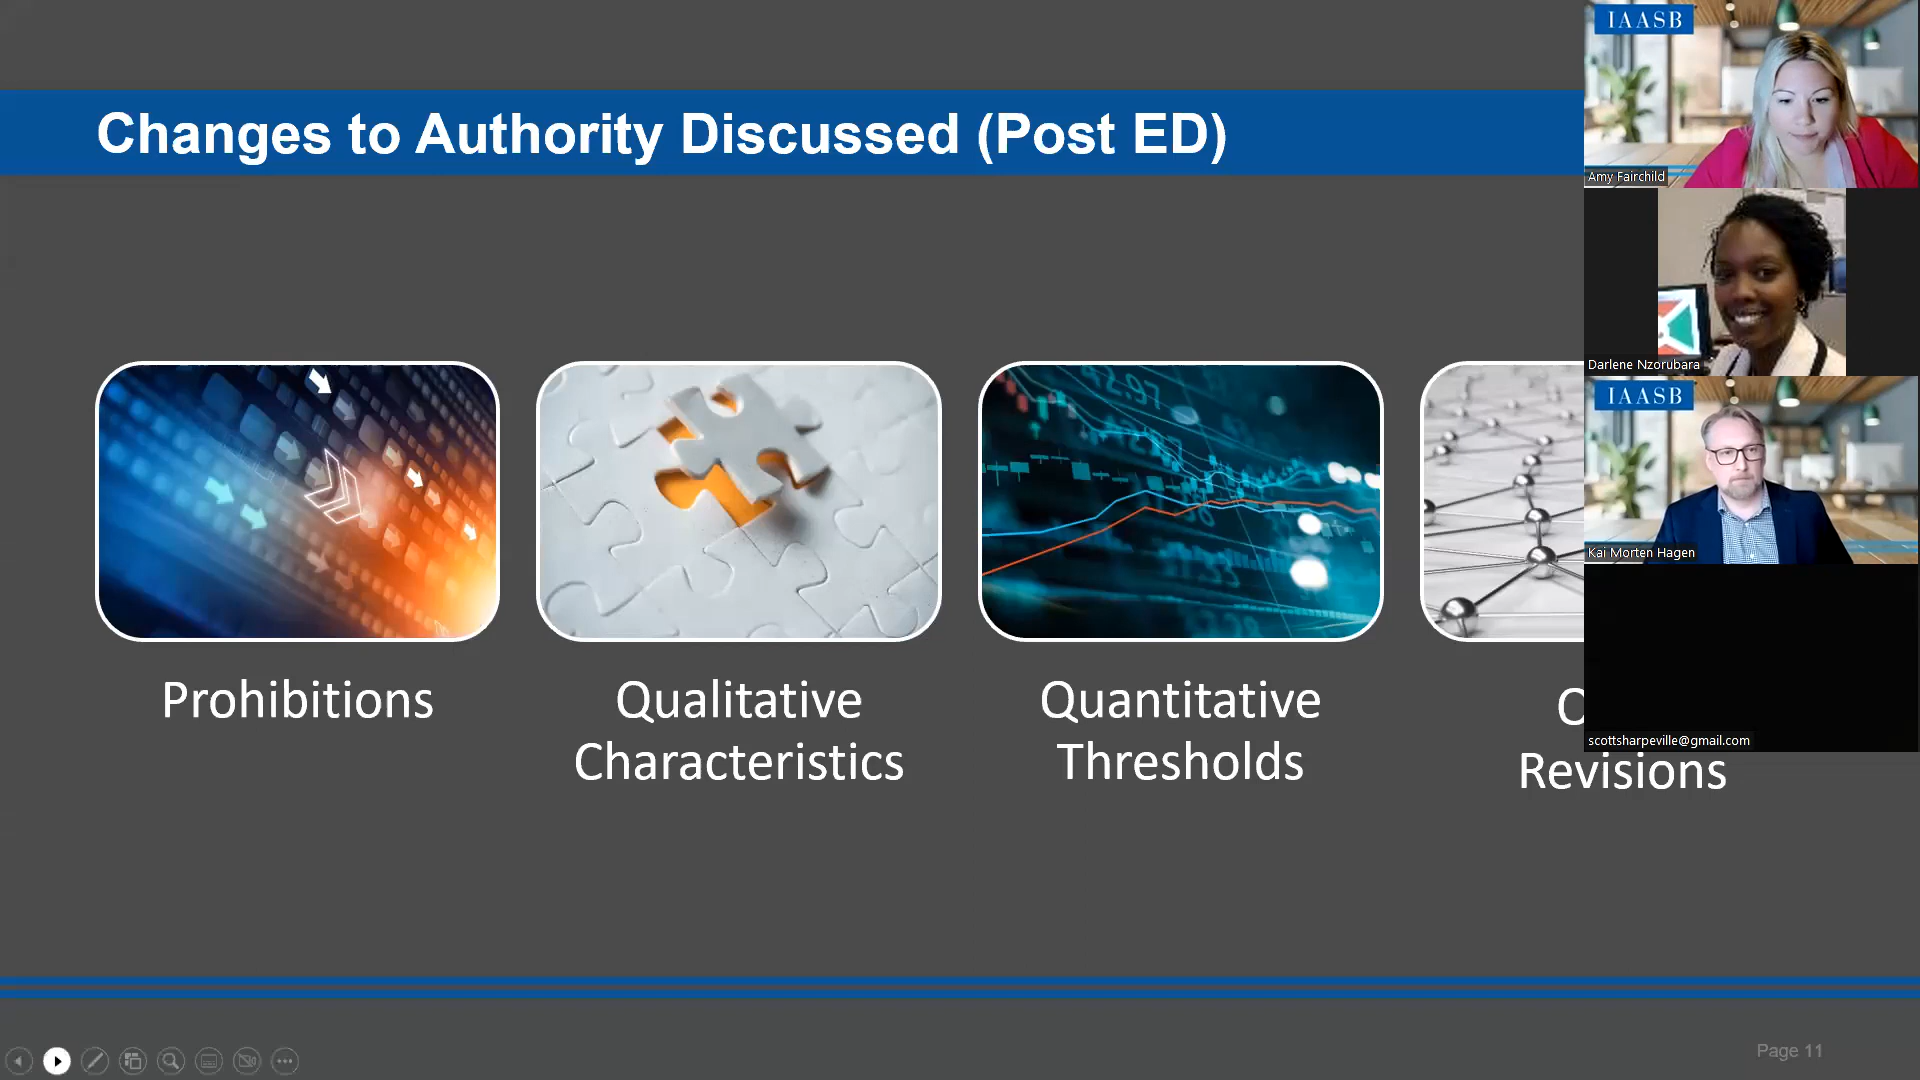 Changes to Authority Discussed (Post ED)
Prohibitions
Qualitative
Characteristics
Quantitative
Thresholds
Revisions
IAASB
Amy Fairchild
Darlene Nzorubara
IAASB
Kai Morten Hagen
scottsharpeville@gmail.com
Page 11